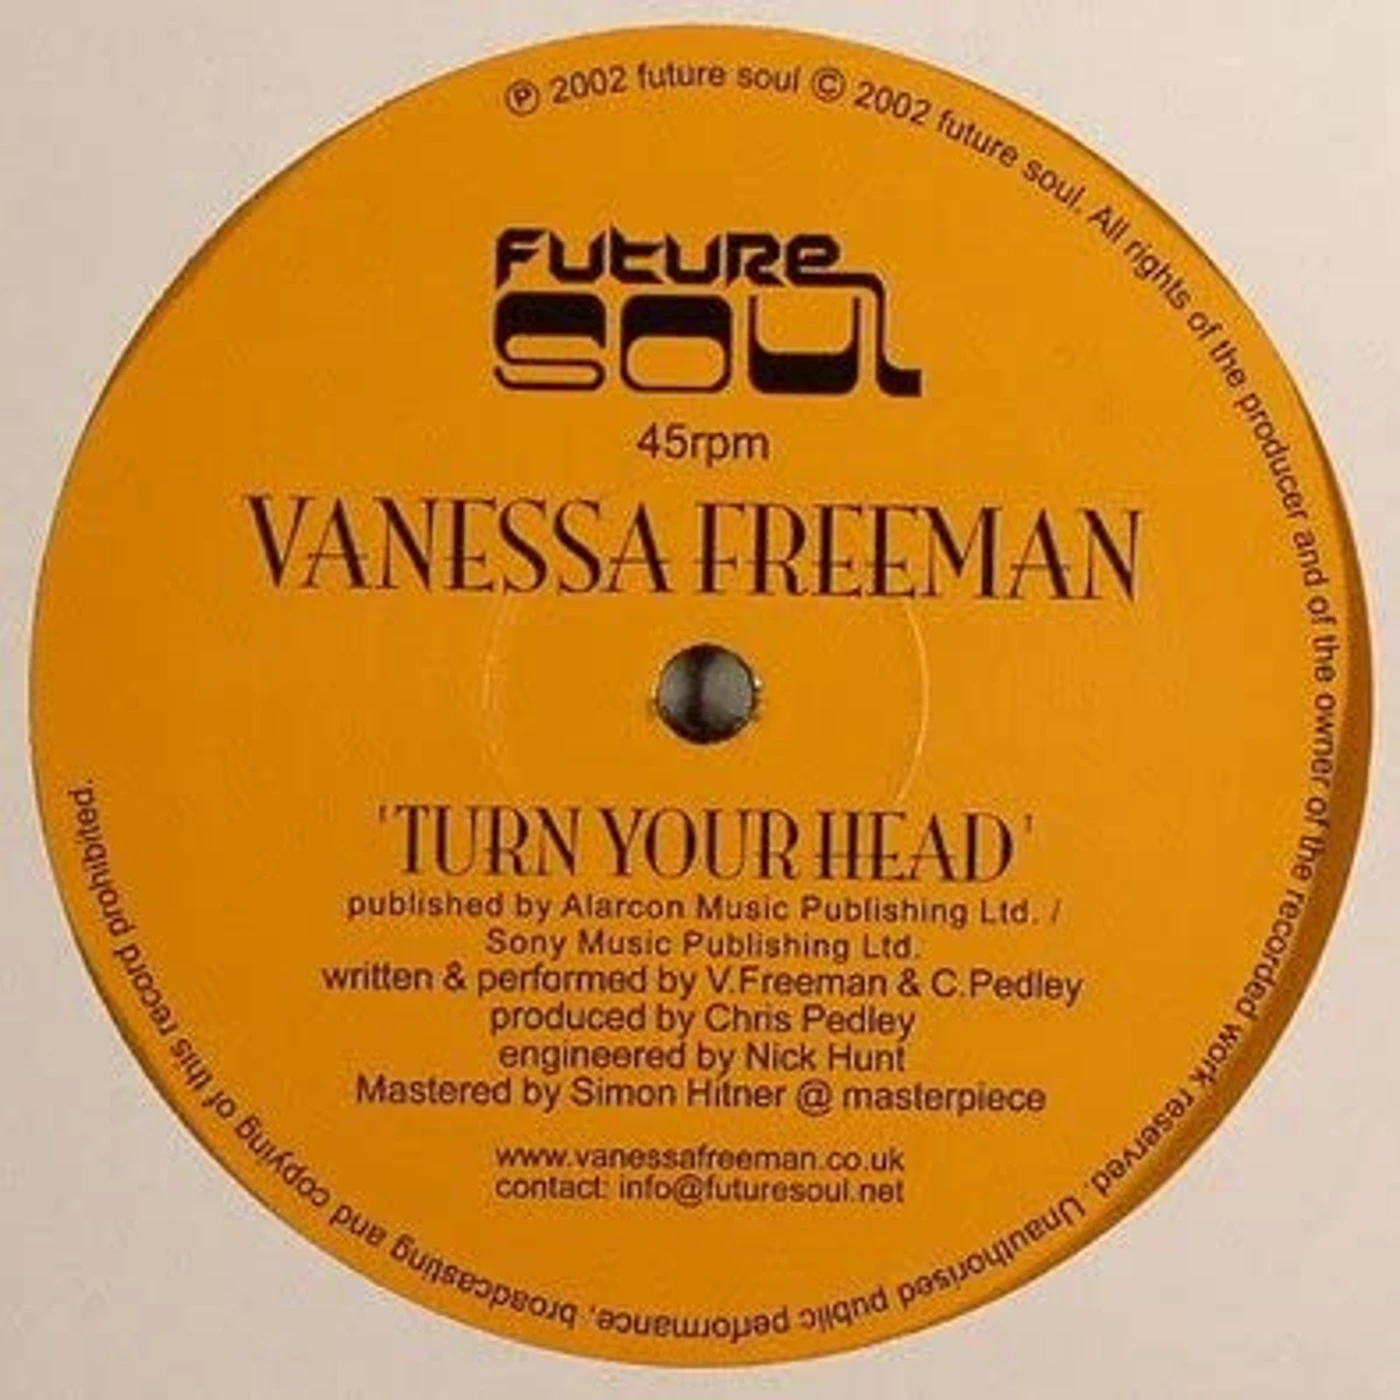 ℗ 2002 future soul © 2002 future soul. All rights of the producer and of the owner of the recorded work reserved. Unauthorised public performance, broadcasting and copying of this record prohibited.
future
soul
45rpm
VANESSA FREEMAN
'TURN YOUR HEAD'
published by Alarcon Music Publishing Ltd. /
Sony Music Publishing Ltd.
written & performed by V.Freeman & C.Pedley
produced by Chris Pedley
engineered by Nick Hunt
Mastered by Simon Hitner @ masterpiece
www.vanessafreeman.co.uk
contact: info@futuresoul.net